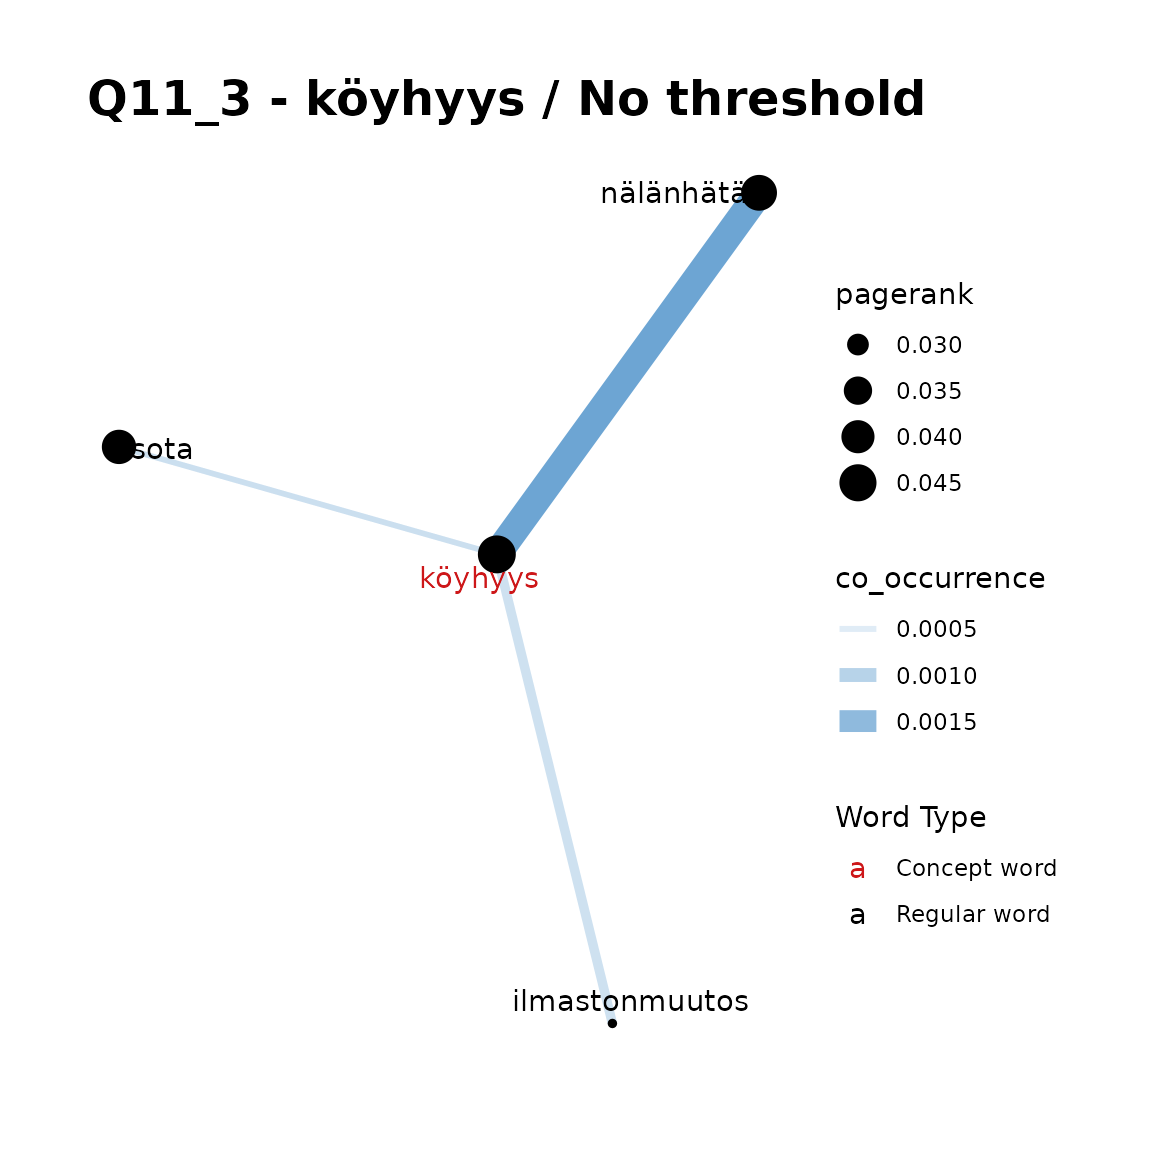 Q11_3 - köyhyys / No threshold
nälänhätä
sota
köyhyys
ilmastonmuutos
pagerank
0.030
0.035
0.040
0.045
co_occurrence
0.0005
0.0010
0.0015
Word Type
a Concept word
a Regular word